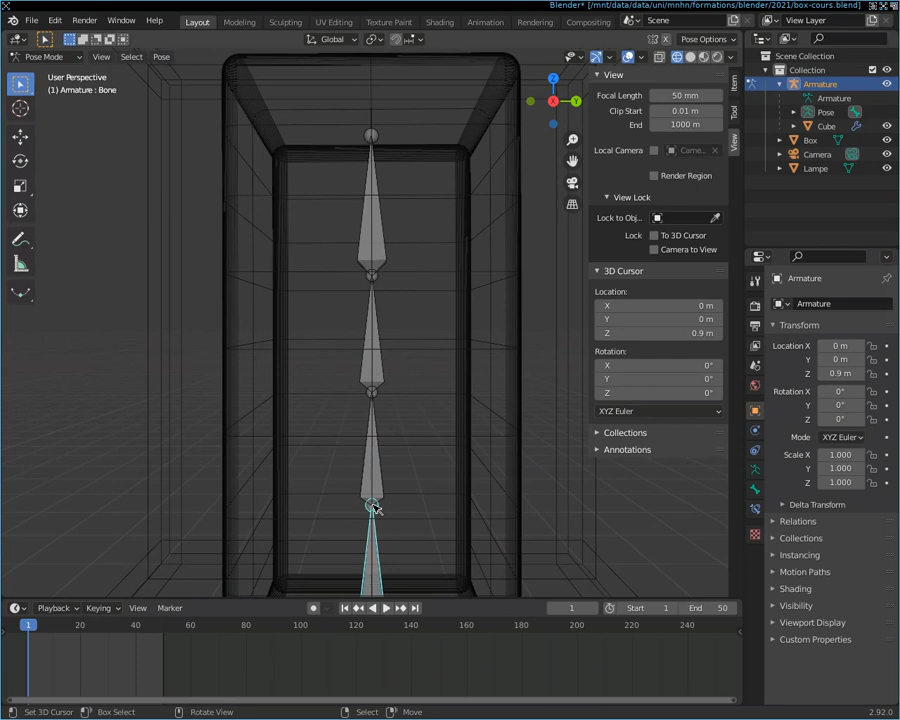 Blender* [/mnt/data/data/uni/mnhn/formations/blender/2021/box-cours.blend]
File Edit Render Window Help Layout Modeling Sculpting UV Editing Texture Paint Shading Animation Rendering Compositing Scene View Layer
Global Pose Options
Pose Mode View Select Pose
User Perspective
(1) Armature : Bone
Z
Y
X
View
Focal Length 50 mm
Clip Start 0.01 m
End 1000 m
Local Camera Came...
Render Region
View Lock
Lock to Obj...
Lock To 3D Cursor
Camera to View
3D Cursor
Location:
X 0 m
Y 0 m
Z 0.9 m
Rotation:
X 0°
Y 0°
Z 0°
XYZ Euler
Collections
Annotations
Item
Tool
View
Scene Collection
Collection
Armature
Armature
Pose
Cube
Box
Camera
Lampe
Armature
Armature
Transform
Location X 0 m
Y 0 m
Z 0.9 m
Rotation X 0°
Y 0°
Z 0°
Mode XYZ Euler
Scale X 1.000
Y 1.000
Z 1.000
Delta Transform
Relations
Collections
Instancing
Motion Paths
Shading
Visibility
Viewport Display
Custom Properties
Playback Keying View Marker 1 Start 1 End 50
1 20 40 60 80 100 120 140 160 180 200 220 240
Set 3D Cursor Box Select Rotate View Select Move 2.92.0